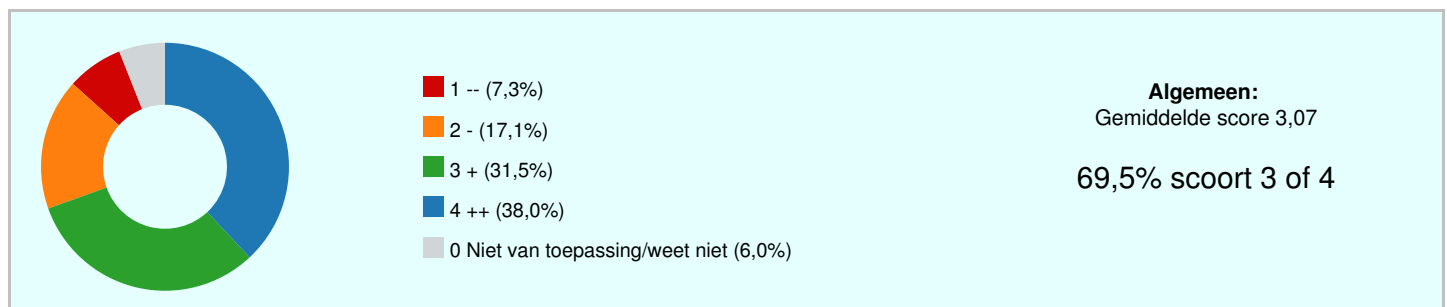 1 -- (7,3%)
2 - (17,1%)
3 + (31,5%)
4 ++ (38,0%)
0 Niet van toepassing/weet niet (6,0%)
Algemeen:
Gemiddelde score 3,07
69,5% scoort 3 of 4